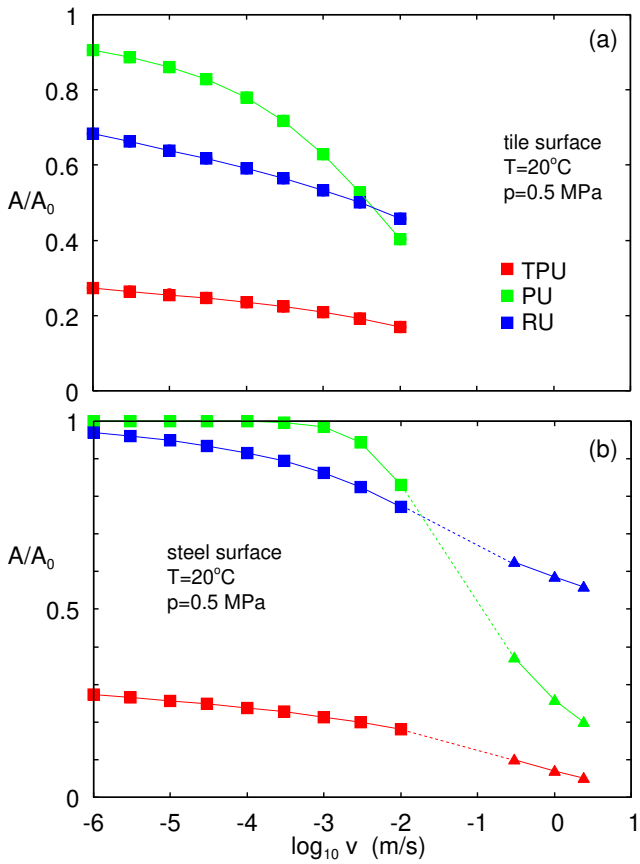 1
(a)
0.8
tile surface
T=20°C
p=0.5 MPa
0.6
A/A₀
0.4
TPU
PU
RU
0.2
0
1
(b)
A/A₀
steel surface
T=20°C
p=0.5 MPa
0.5
0
-6 -5 -4 -3 -2 -1 0 1
log₁₀ v (m/s)